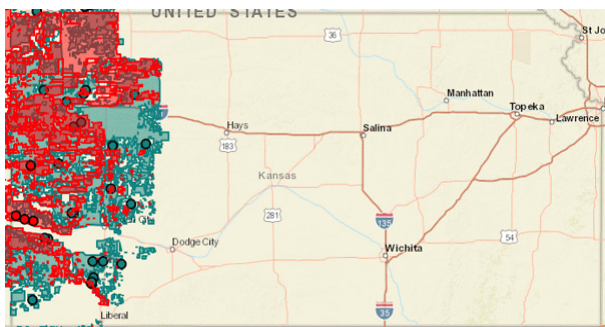 UNITED STATES
36
St Jo
Manhattan
Topeka
Lawrence
Hays
Salina
183
Kansas
281
135
Dodge City
54
Wichita
35
Liberal